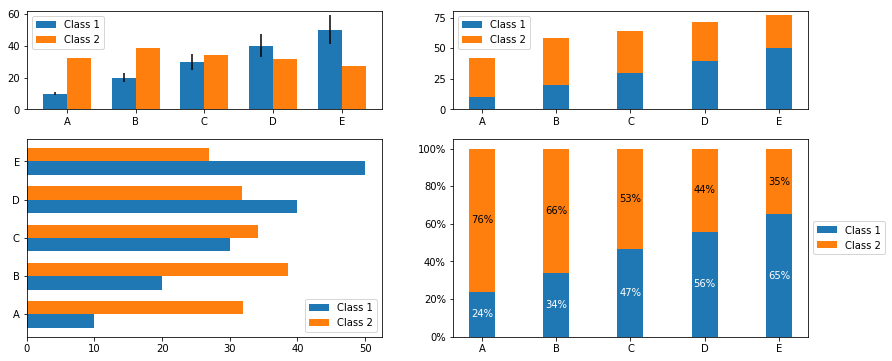 60
40
20
0
Class 1
Class 2
A B C D E
75
50
25
0
Class 1
Class 2
A B C D E
E
D
C
B
A
Class 1
Class 2
0 10 20 30 40 50
100%
80%
60%
40%
20%
0%
76% 66% 53% 44% 35%
24% 34% 47% 56% 65%
A B C D E
Class 1
Class 2